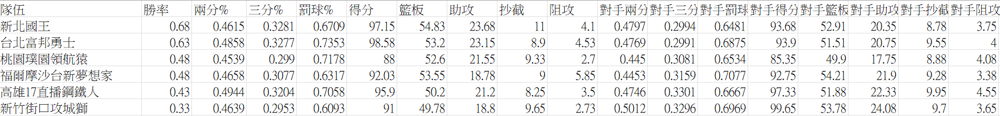 隊伍 勝率 兩分% 三分% 罰球% 得分 籃板 助攻 抄截 阻攻 對手兩分 對手三分 對手罰球 對手得分 對手籃板 對手助攻 對手抄截 對手阻攻
新北國王 0.68 0.4615 0.3281 0.6709 97.15 54.83 23.68 11 4.1 0.4797 0.2994 0.6481 93.68 52.91 20.35 8.78 3.75
台北富邦勇士 0.63 0.4858 0.3277 0.7353 98.58 53.2 23.15 8.9 4.53 0.4769 0.2991 0.6875 93.9 51.51 20.75 9.55 4
桃園璞園領航猿 0.48 0.4539 0.299 0.7178 88 52.6 21.55 9.33 2.7 0.445 0.3081 0.6534 85.35 49.9 17.75 8.88 4.08
福爾摩沙台新夢想家 0.48 0.4658 0.3077 0.6317 92.03 53.55 18.78 9 5.85 0.4453 0.3159 0.7077 92.75 54.21 21.9 9.28 3.38
高雄17直播鋼鐵人 0.43 0.4944 0.3204 0.7058 95.9 50.2 21.2 8.25 3.5 0.4746 0.3301 0.6667 97.33 51.88 22.33 9.95 4.55
新竹街口攻城獅 0.33 0.4639 0.2953 0.6093 91 49.78 18.8 9.65 2.73 0.5012 0.3296 0.6969 99.65 53.78 24.08 9.7 3.65